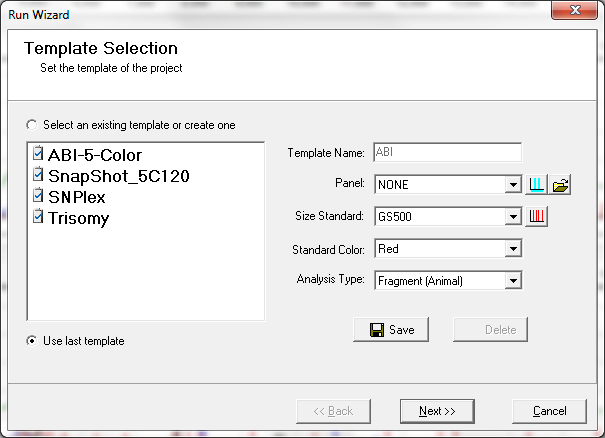 Run Wizard
Template Selection
Set the template of the project
Select an existing template or create one
ABI-5-Color
SnapShot_5C120
SNPlex
Trisomy
Use last template
Template Name: ABI
Panel: NONE
Size Standard: GS500
Standard Color: Red
Analysis Type: Fragment (Animal)
Save Delete
<< Back Next >> Cancel